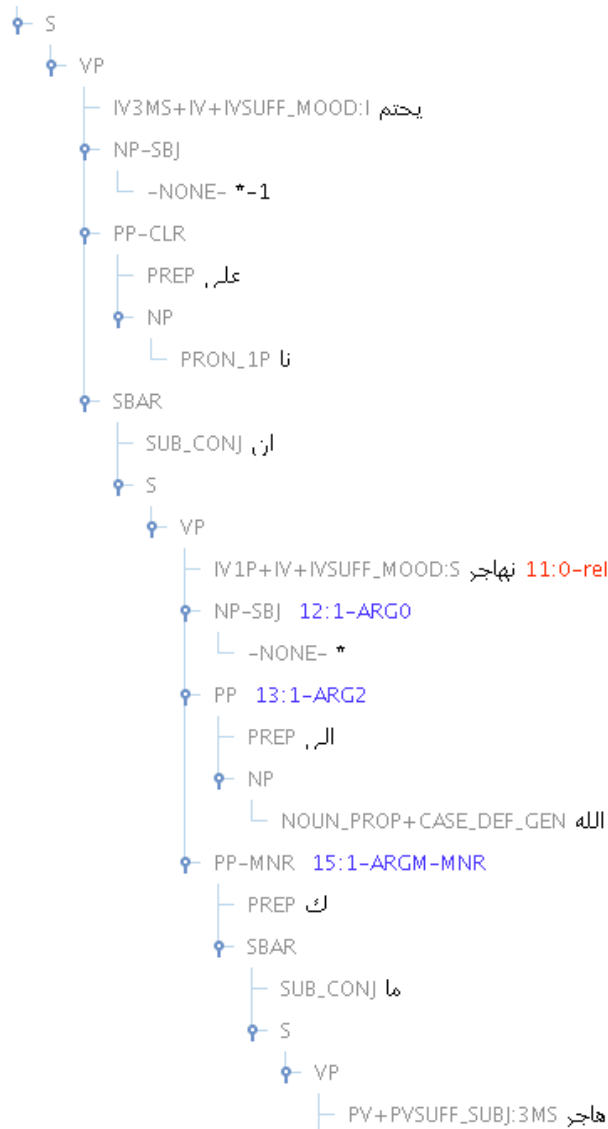 S
VP
IV3MS+IV+IVSUFF_MOOD:I يحتم
NP-SBJ
-NONE- *-1
PP-CLR
PREP على
NP
PRON_1P نا
SBAR
SUB_CONJ ان
S
VP
IV1P+IV+IVSUFF_MOOD:S نهاجر 11:0-rel
NP-SBJ 12:1-ARG0
-NONE- *
PP 13:1-ARG2
PREP الى
NP
NOUN_PROP+CASE_DEF_GEN الله
PP-MNR 15:1-ARGM-MNR
PREP ك
SBAR
SUB_CONJ ما
S
VP
PV+PVSUFF_SUBJ:3MS هاجر